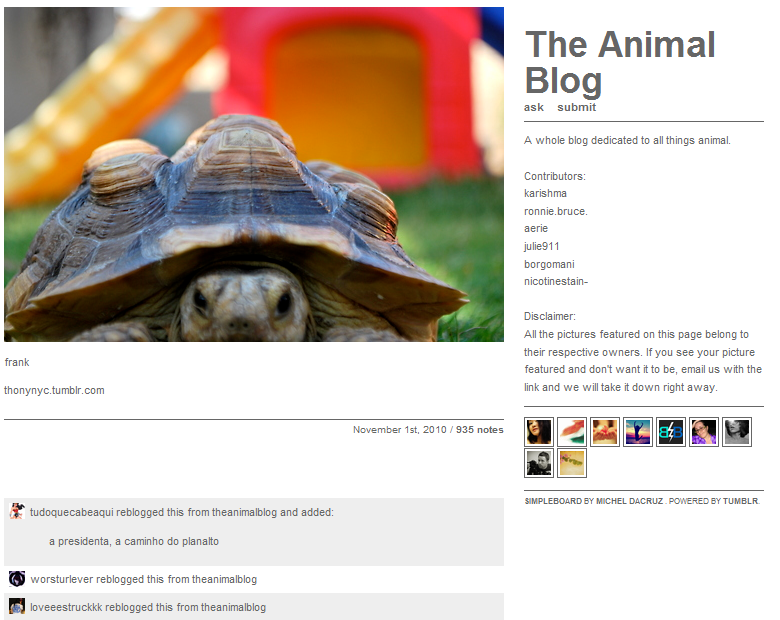 The Animal
Blog
ask submit
A whole blog dedicated to all things animal.
Contributors:
karishma
ronnie.bruce.
aerie
julie911
borgomani
nicotinestain-
Disclaimer:
All the pictures featured on this page belong to
their respective owners. If you see your picture
featured and don't want it to be, email us with the
link and we will take it down right away.
$IMPLEBOARD BY MICHEL DACRUZ . POWERED BY TUMBLR.
frank
thonynyc.tumblr.com
November 1st, 2010 / 935 notes
tudoquecabeaqui reblogged this from theanimalblog and added:
a presidenta, a caminho do planalto
worsturlever reblogged this from theanimalblog
loveeestruckkk reblogged this from theanimalblog